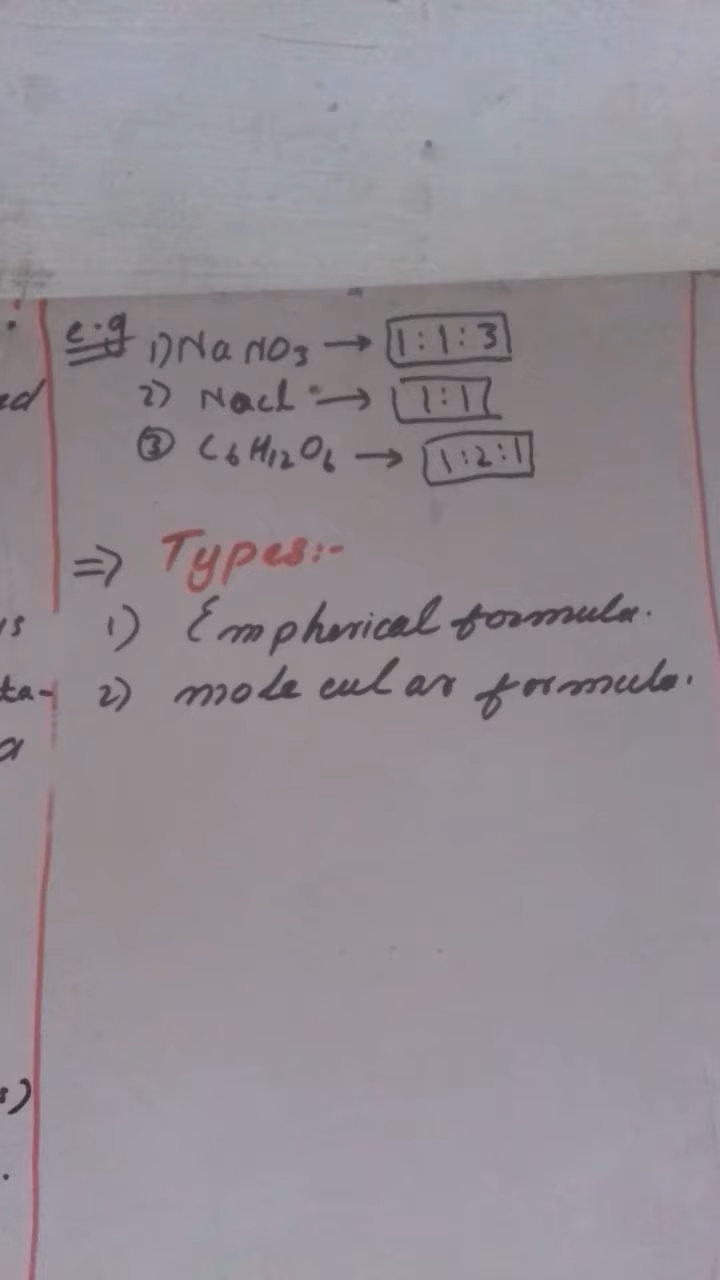 e.g 1) NaNO3 → 1:1:3
2) Nacl → 1:1
③ C6H12O6 → 1:2:1
⇒ Types:-
1) Empherical formula.
2) molecular formula.